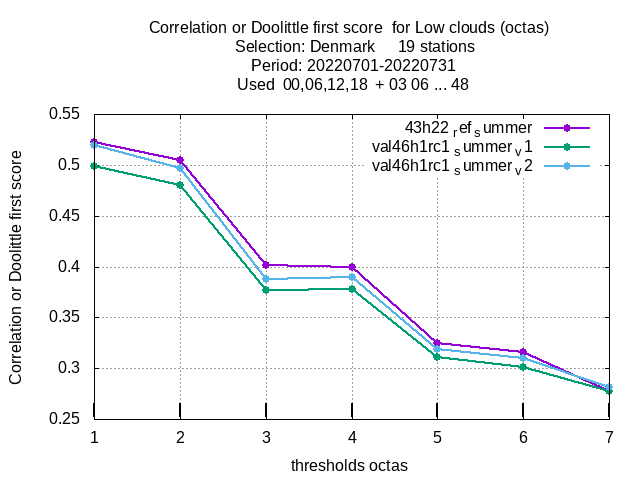 Correlation or Doolittle first score  for Low clouds (octas)
Selection: Denmark     19 stations
Period: 20220701-20220731
Used  00,06,12,18  + 03 06 ... 48
43h22 ref summer
val46h1rc1 summer v1
val46h1rc1 summer v2
Correlation or Doolittle first score
0.55
0.5
0.45
0.4
0.35
0.3
0.25
1 2 3 4 5 6 7
thresholds octas